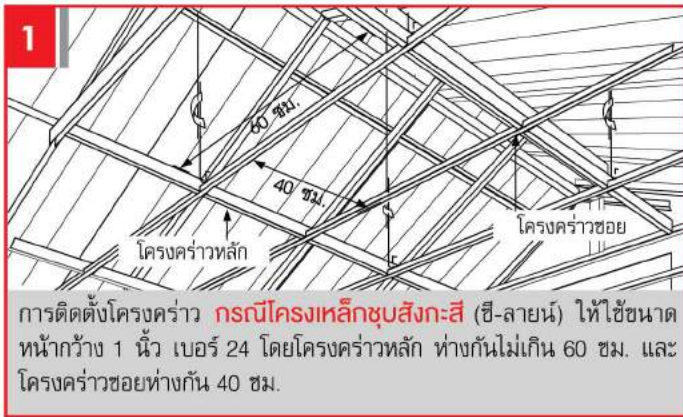 1
60 ซม.
40 ซม.
โครงคร่าวหลัก
โครงคร่าวซอย
การติดตั้งโครงคร่าว กรณีโครงเหล็กชุบสังกะสี (ซี-ลายน์) ให้ใช้ขนาด
หน้ากว้าง 1 นิ้ว เบอร์ 24 โดยโครงคร่าวหลัก ห่างกันไม่เกิน 60 ซม. และ
โครงคร่าวซอยห่างกัน 40 ซม.